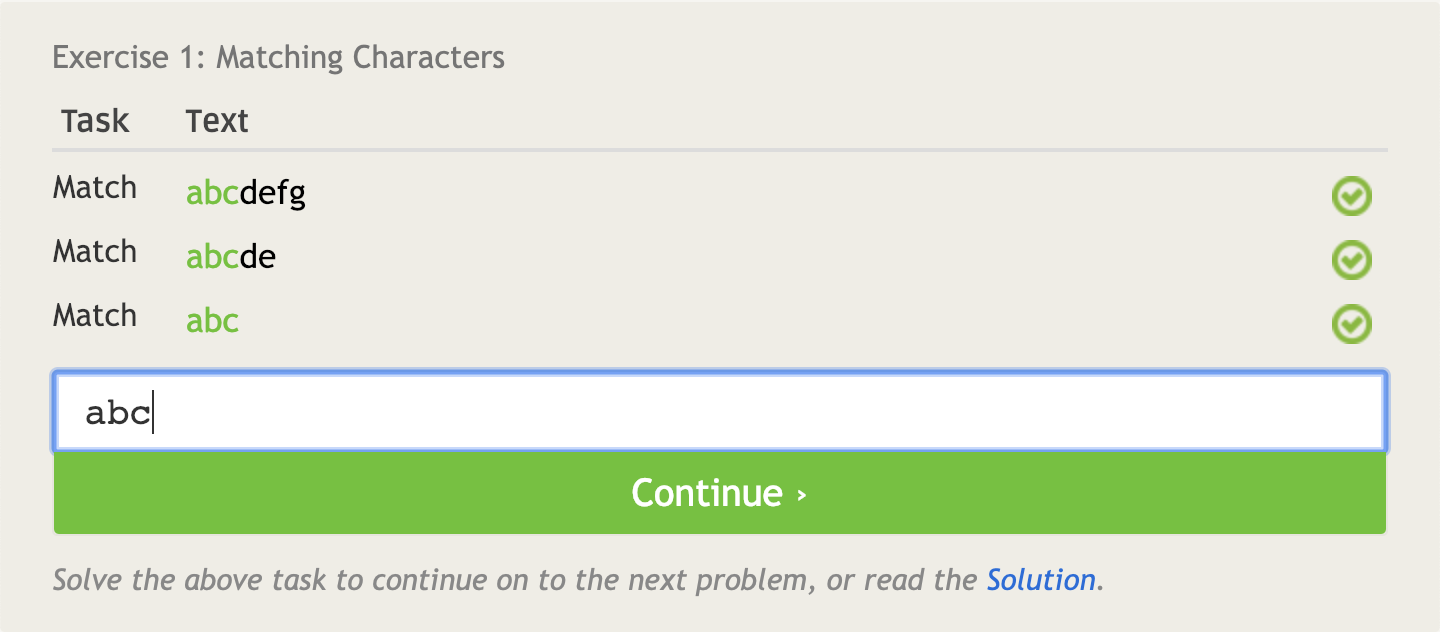 Exercise 1: Matching Characters
Task Text
Match abcdefg
Match abcde
Match abc
abc
Continue ›
Solve the above task to continue on to the next problem, or read the Solution.